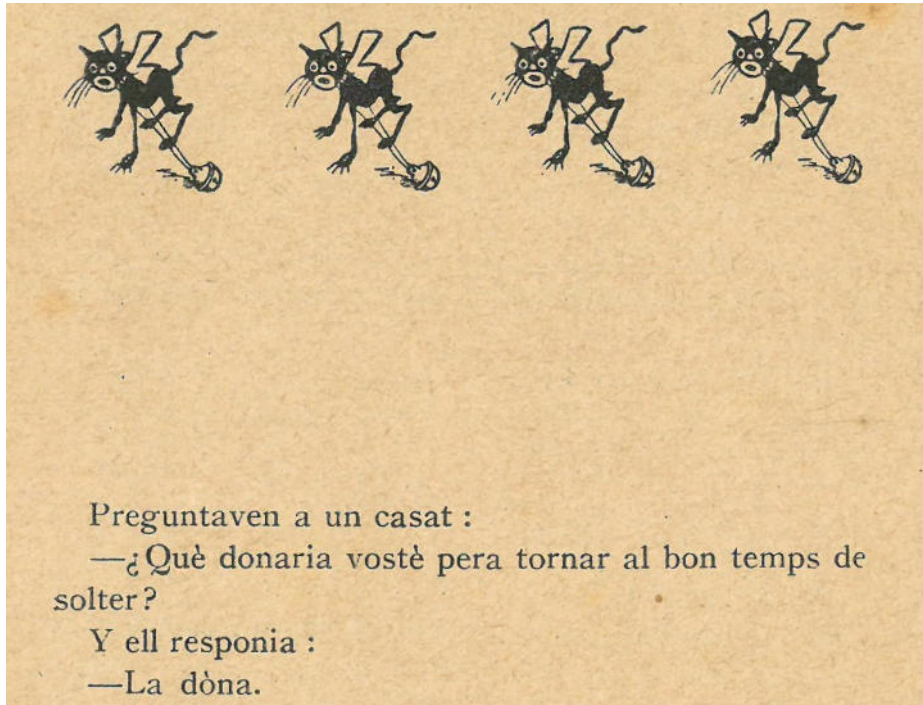 Preguntaven a un casat :
—¿Què donaria vostè pera tornar al bon temps de
solter?
Y ell responia :
—La dòna.